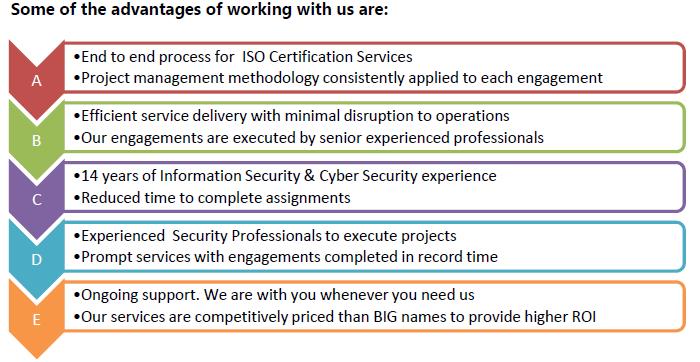 Some of the advantages of working with us are:
A
•End to end process for  ISO Certification Services
•Project management methodology consistently applied to each engagement
B
•Efficient service delivery with minimal disruption to operations
•Our engagements are executed by senior experienced professionals
C
•14 years of Information Security & Cyber Security experience
•Reduced time to complete assignments
D
•Experienced  Security Professionals to execute projects
•Prompt services with engagements completed in record time
E
•Ongoing support. We are with you whenever you need us
•Our services are competitively priced than BIG names to provide higher ROI